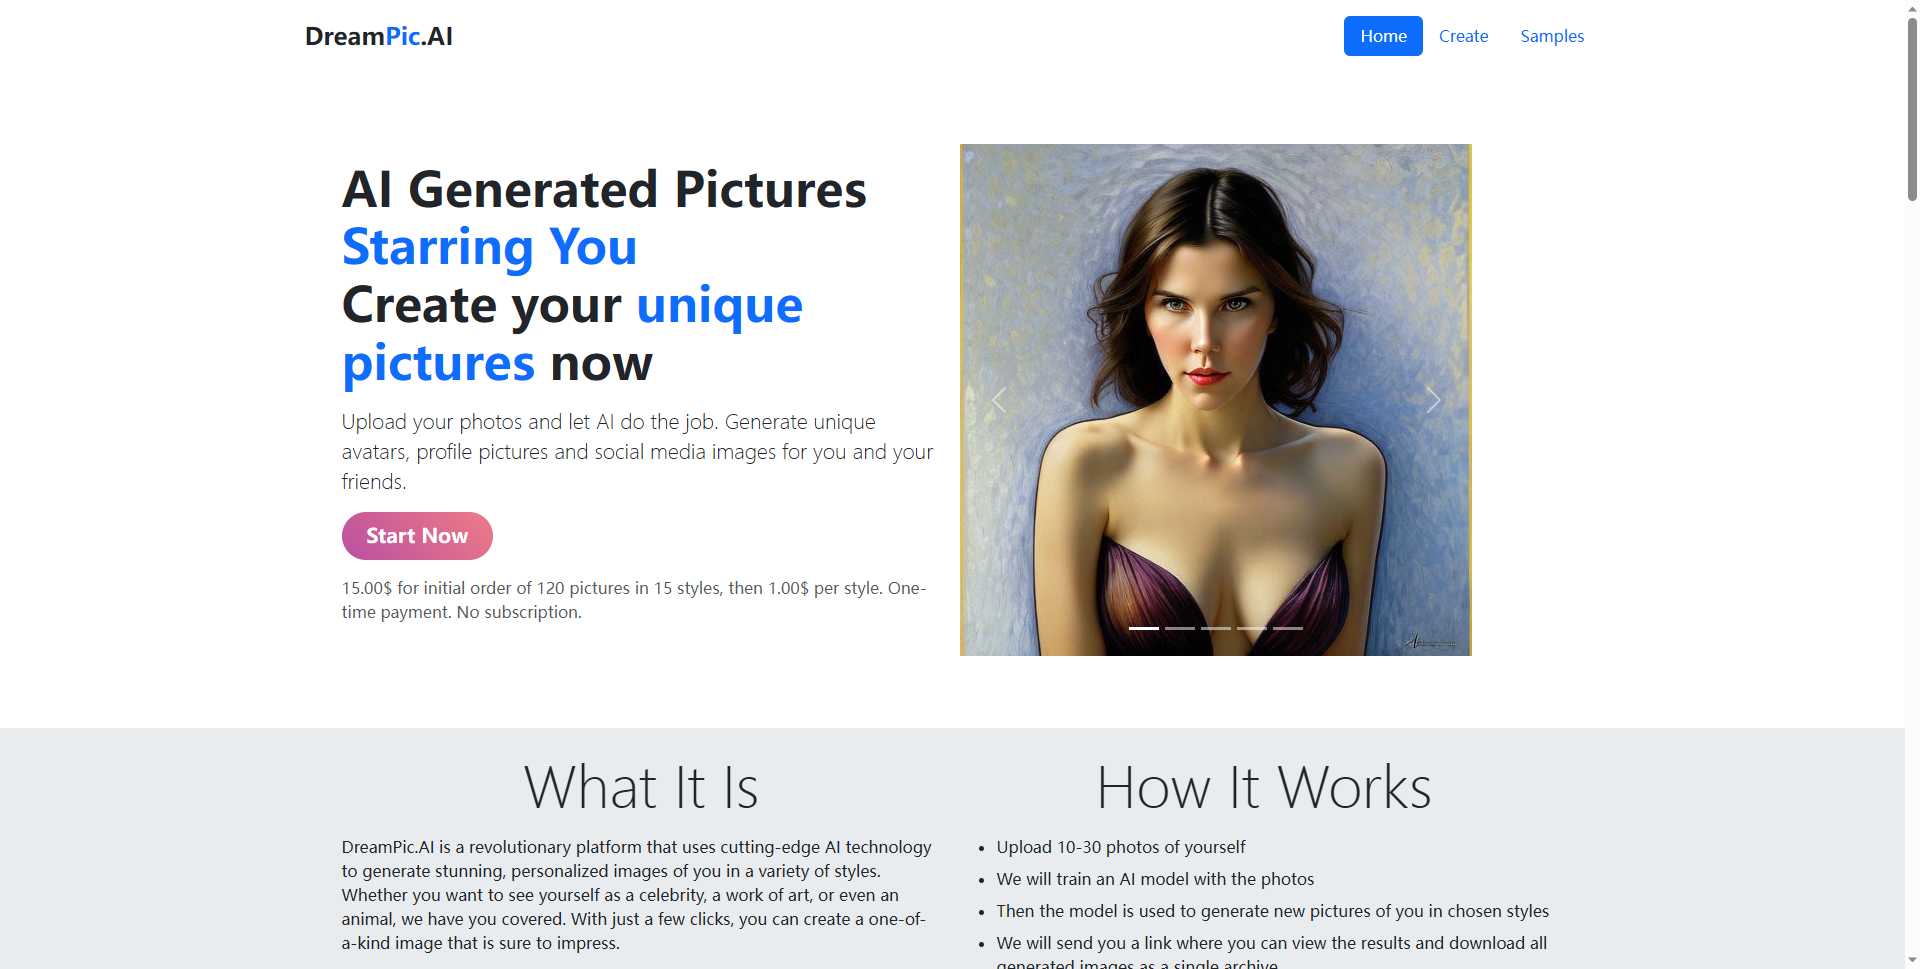 DreamPic.AI
Home
Create
Samples
AI Generated Pictures
Starring You
Create your unique
pictures now
Upload your photos and let AI do the job. Generate unique
avatars, profile pictures and social media images for you and your
friends.
Start Now
15.00$ for initial order of 120 pictures in 15 styles, then 1.00$ per style. One-
time payment. No subscription.
What It Is
DreamPic.AI is a revolutionary platform that uses cutting-edge AI technology
to generate stunning, personalized images of you in a variety of styles.
Whether you want to see yourself as a celebrity, a work of art, or even an
animal, we have you covered. With just a few clicks, you can create a one-of-
a-kind image that is sure to impress.
How It Works
• Upload 10-30 photos of yourself
• We will train an AI model with the photos
• Then the model is used to generate new pictures of you in chosen styles
• We will send you a link where you can view the results and download all
generated images as a single archive